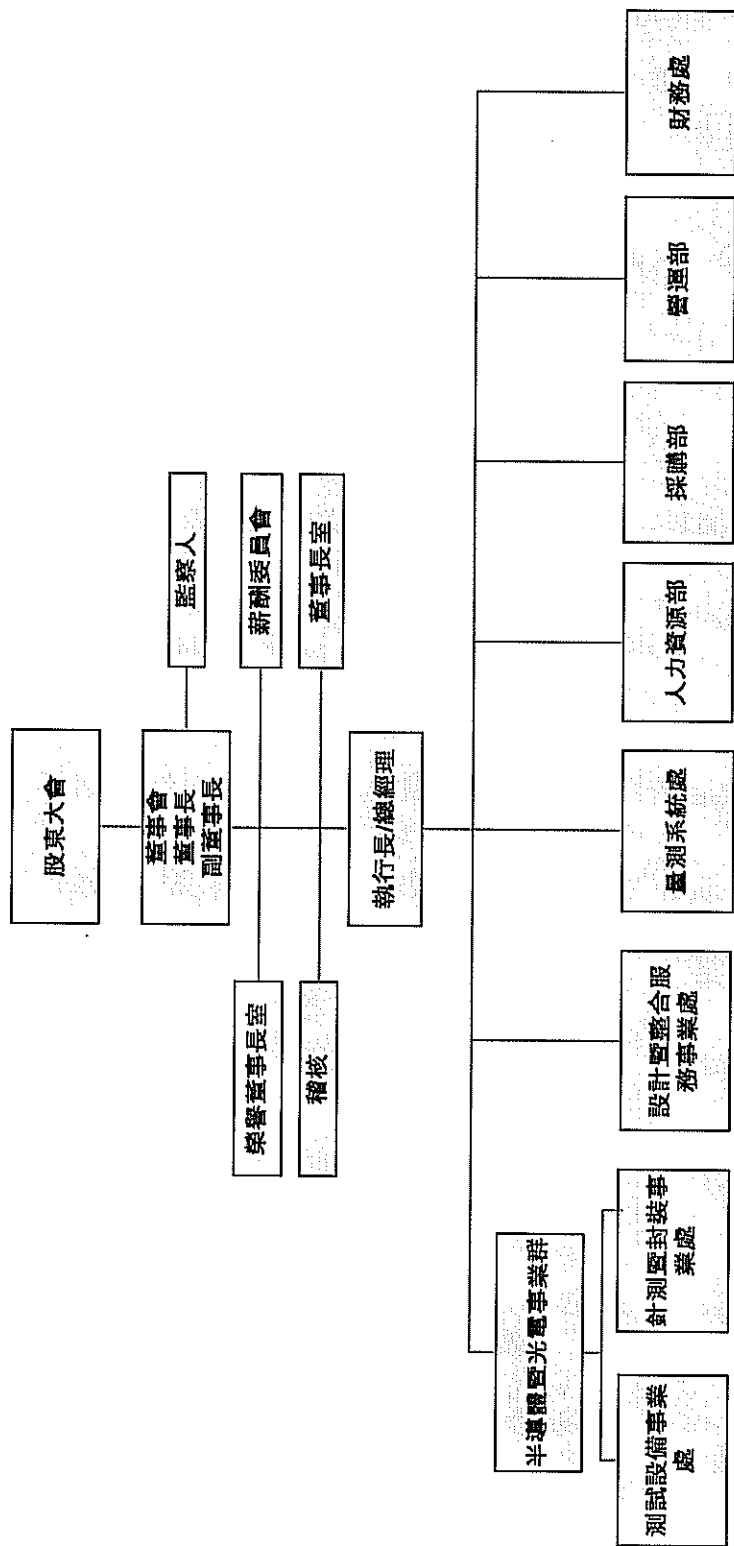 股東大會
董事會
董事長
副董事長
監察人
榮譽董事長室
薪酬委員會
稽核
董事長室
執行長/總經理
半導體暨光電事業群
測試設備事業
處
針測暨封裝事
業處
設計暨整合服
務事業處
量測系統處
人力資源部
採購部
營運部
財務處